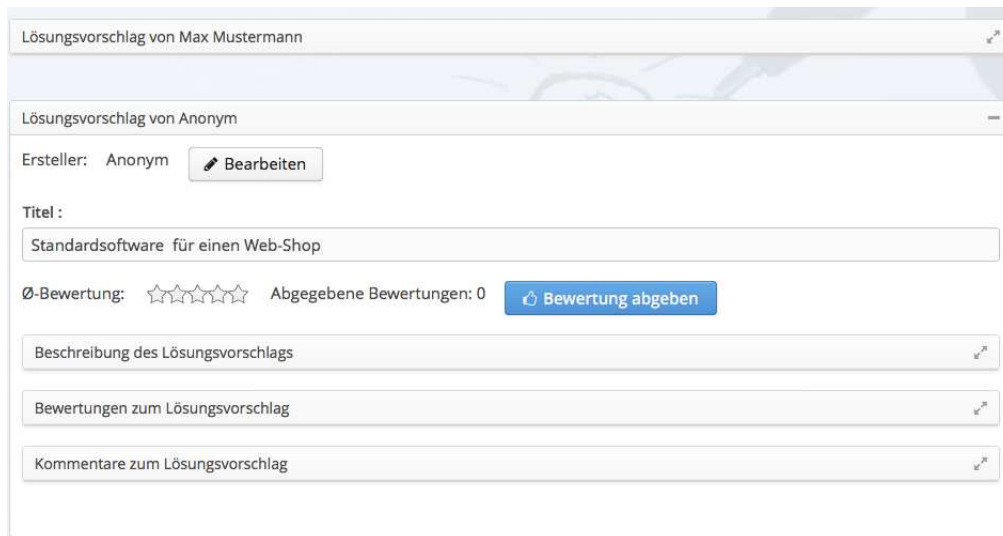 Lösungsvorschlag von Max Mustermann
Lösungsvorschlag von Anonym
Ersteller: Anonym Bearbeiten
Titel :
Standardsoftware für einen Web-Shop
Ø-Bewertung: Abgegebene Bewertungen: 0 Bewertung abgeben
Beschreibung des Lösungsvorschlags
Bewertungen zum Lösungsvorschlag
Kommentare zum Lösungsvorschlag